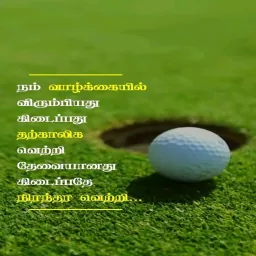 நம் வாழ்க்கையில்
விரும்பியது
கிடைப்பது
தற்காலிக
வெற்றி
தேவையானது
கிடைப்பதே
நிரந்தர வெற்றி...